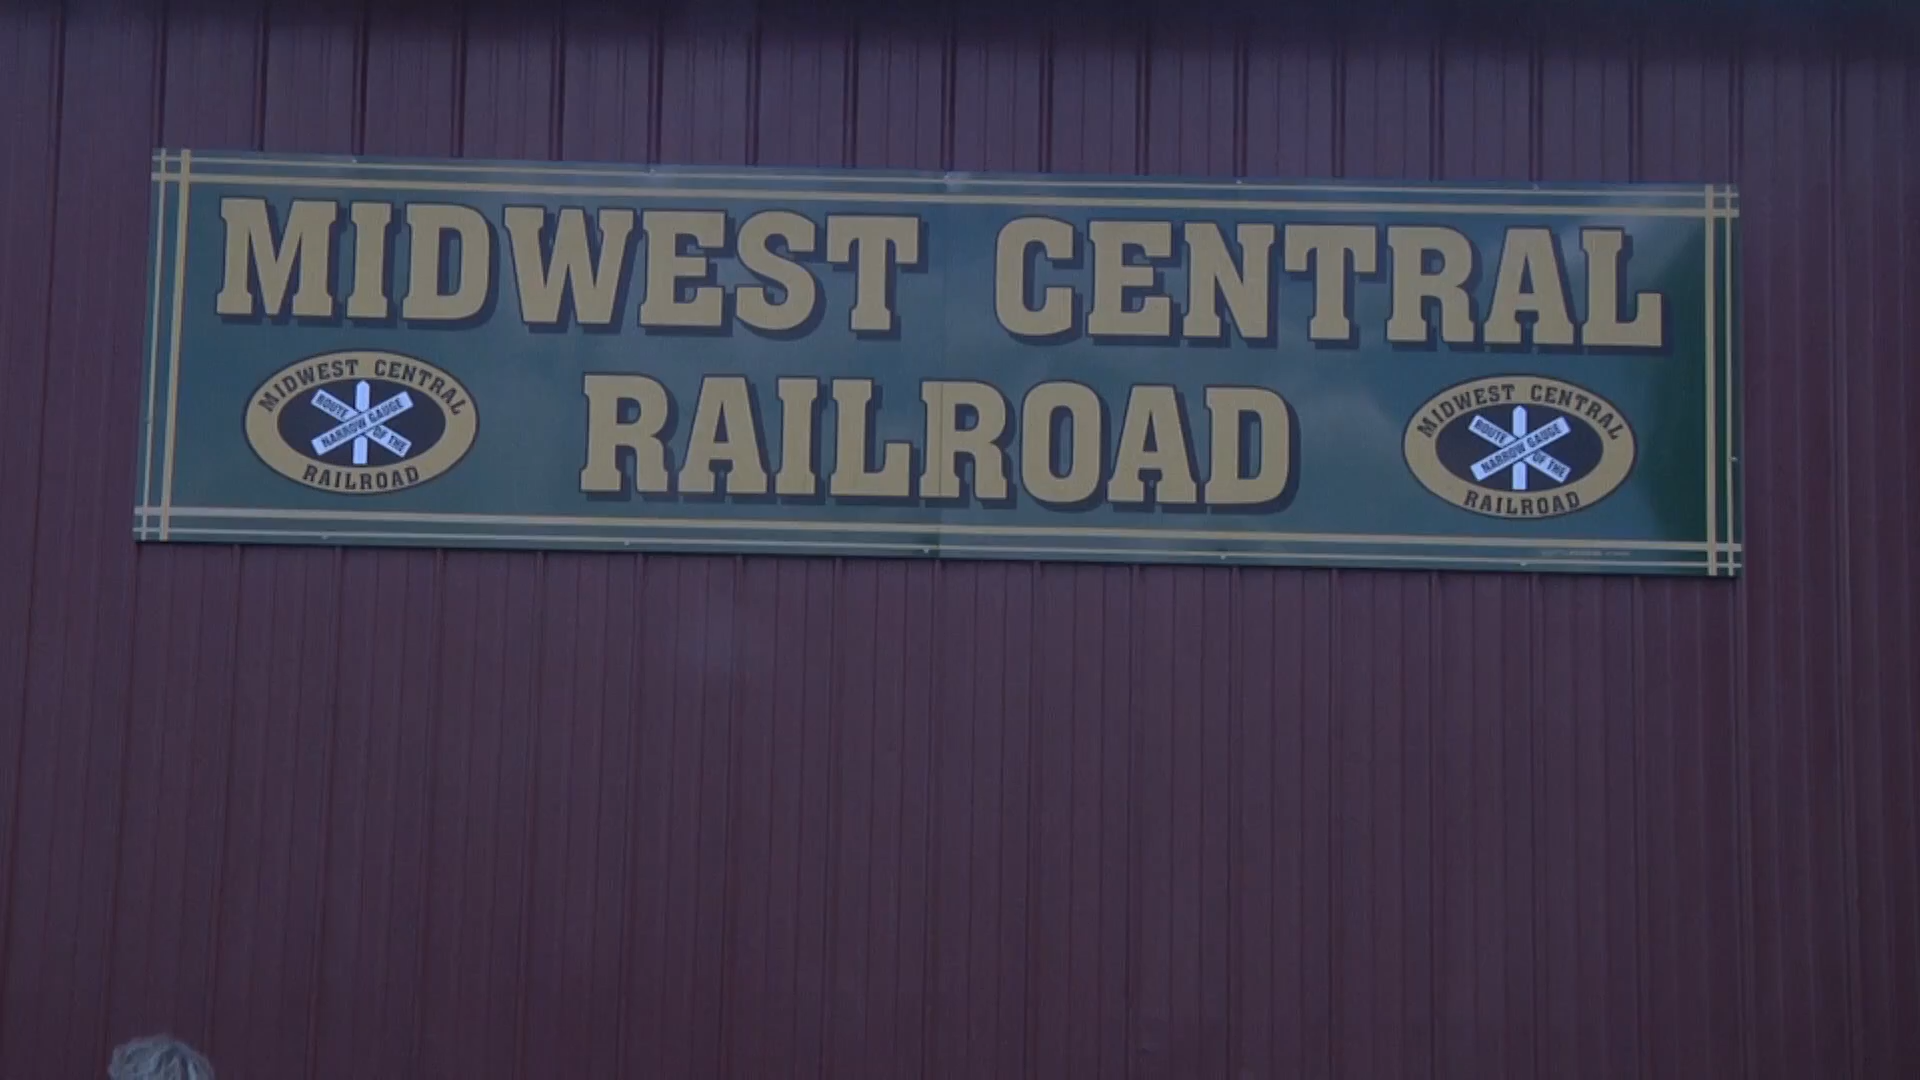 MIDWEST CENTRAL
RAILROAD
MIDWEST CENTRAL
ROUTE
GAUGE
NARROW
OF THE
RAILROAD
MIDWEST CENTRAL
ROUTE
GAUGE
NARROW
OF THE
RAILROAD